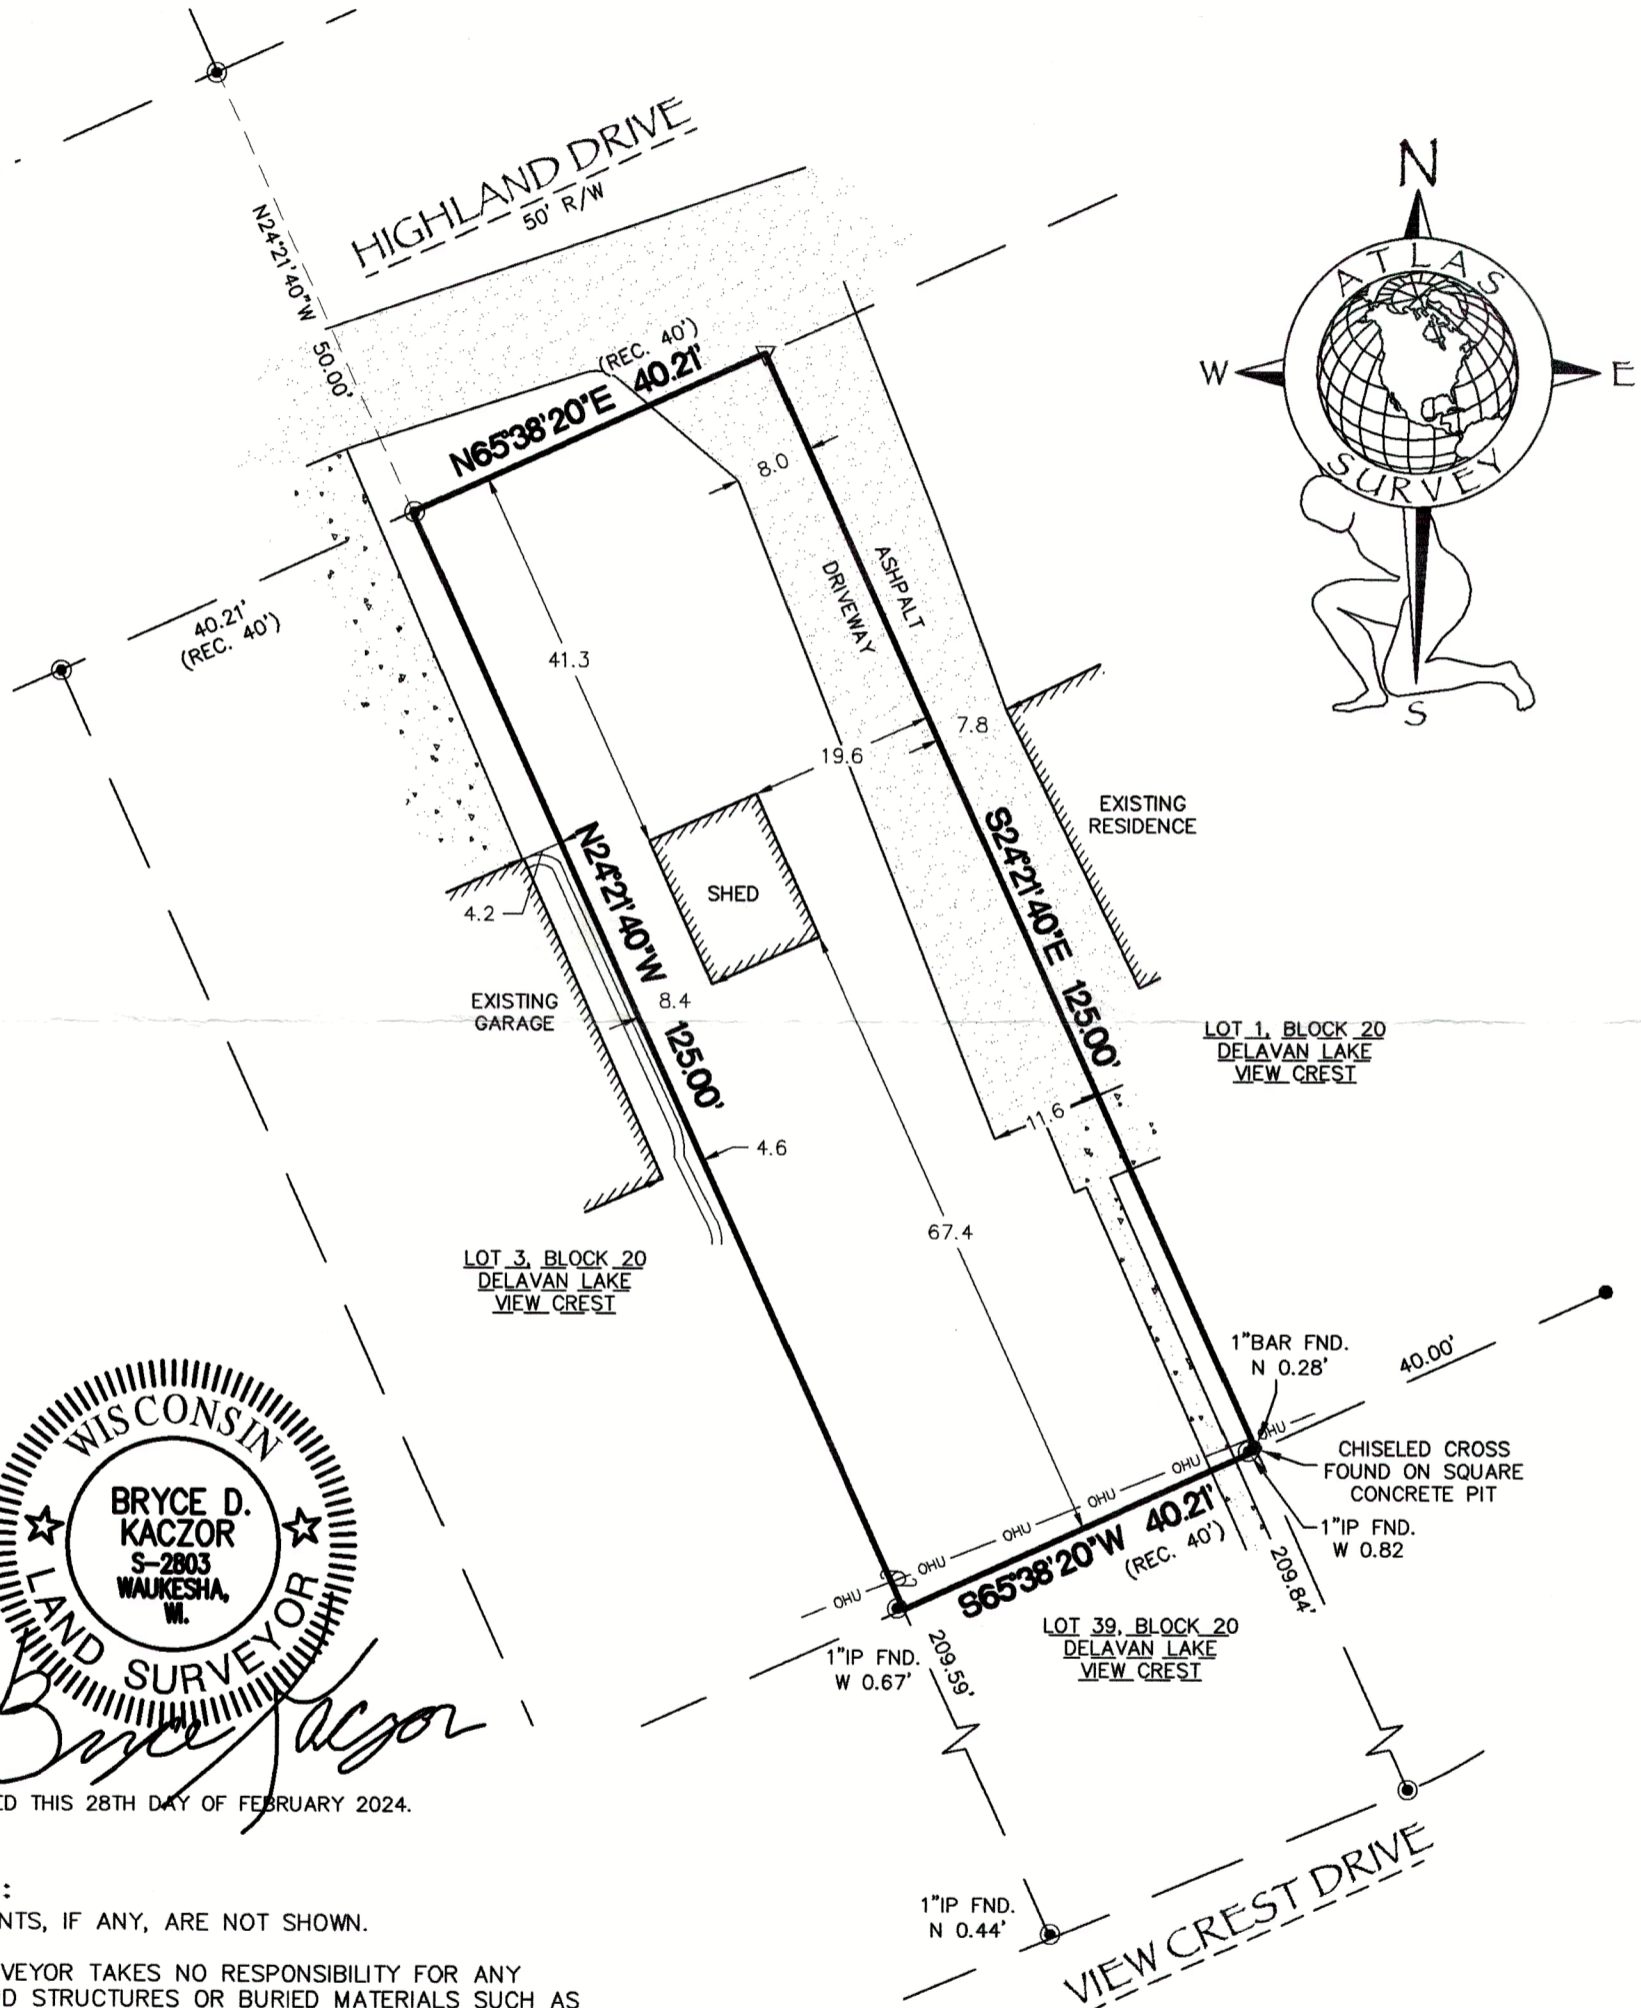 HIGHLAND DRIVE
50' R/W
N24°21'40"W 50.00'
N
ATLAS
SURVEY
W
E
S
(REC. 40')
N65°38'20"E 40.21'
8.0
40.21'
(REC. 40')
41.3
ASHPALT
DRIVEWAY
7.8
19.6
EXISTING
RESIDENCE
SHED
4.2
N24°21'40"W 125.00'
S24°21'40"E 125.00'
8.4
EXISTING
GARAGE
LOT 1, BLOCK 20
DELAVAN LAKE
VIEW CREST
11.6
4.6
67.4
LOT 3, BLOCK 20
DELAVAN LAKE
VIEW CREST
1"BAR FND.
N 0.28'
40.00'
CHISELED CROSS
FOUND ON SQUARE
CONCRETE PIT
OHU OHU OHU OHU OHU OHU
1"IP FND.
W 0.82
S65°38'20"W 40.21'
(REC. 40')
209.84'
LOT 39, BLOCK 20
DELAVAN LAKE
VIEW CREST
1"IP FND.
W 0.67'
209.59'
WISCONSIN
BRYCE D.
KACZOR
S-2803
WAUKESHA,
WI.
LAND SURVEYOR
Bryce Kaczor
ED THIS 28TH DAY OF FEBRUARY 2024.
1"IP FND.
N 0.44'
VIEW CREST DRIVE
:
NTS, IF ANY, ARE NOT SHOWN.
VEYOR TAKES NO RESPONSIBILITY FOR ANY
D STRUCTURES OR BURIED MATERIALS SUCH AS